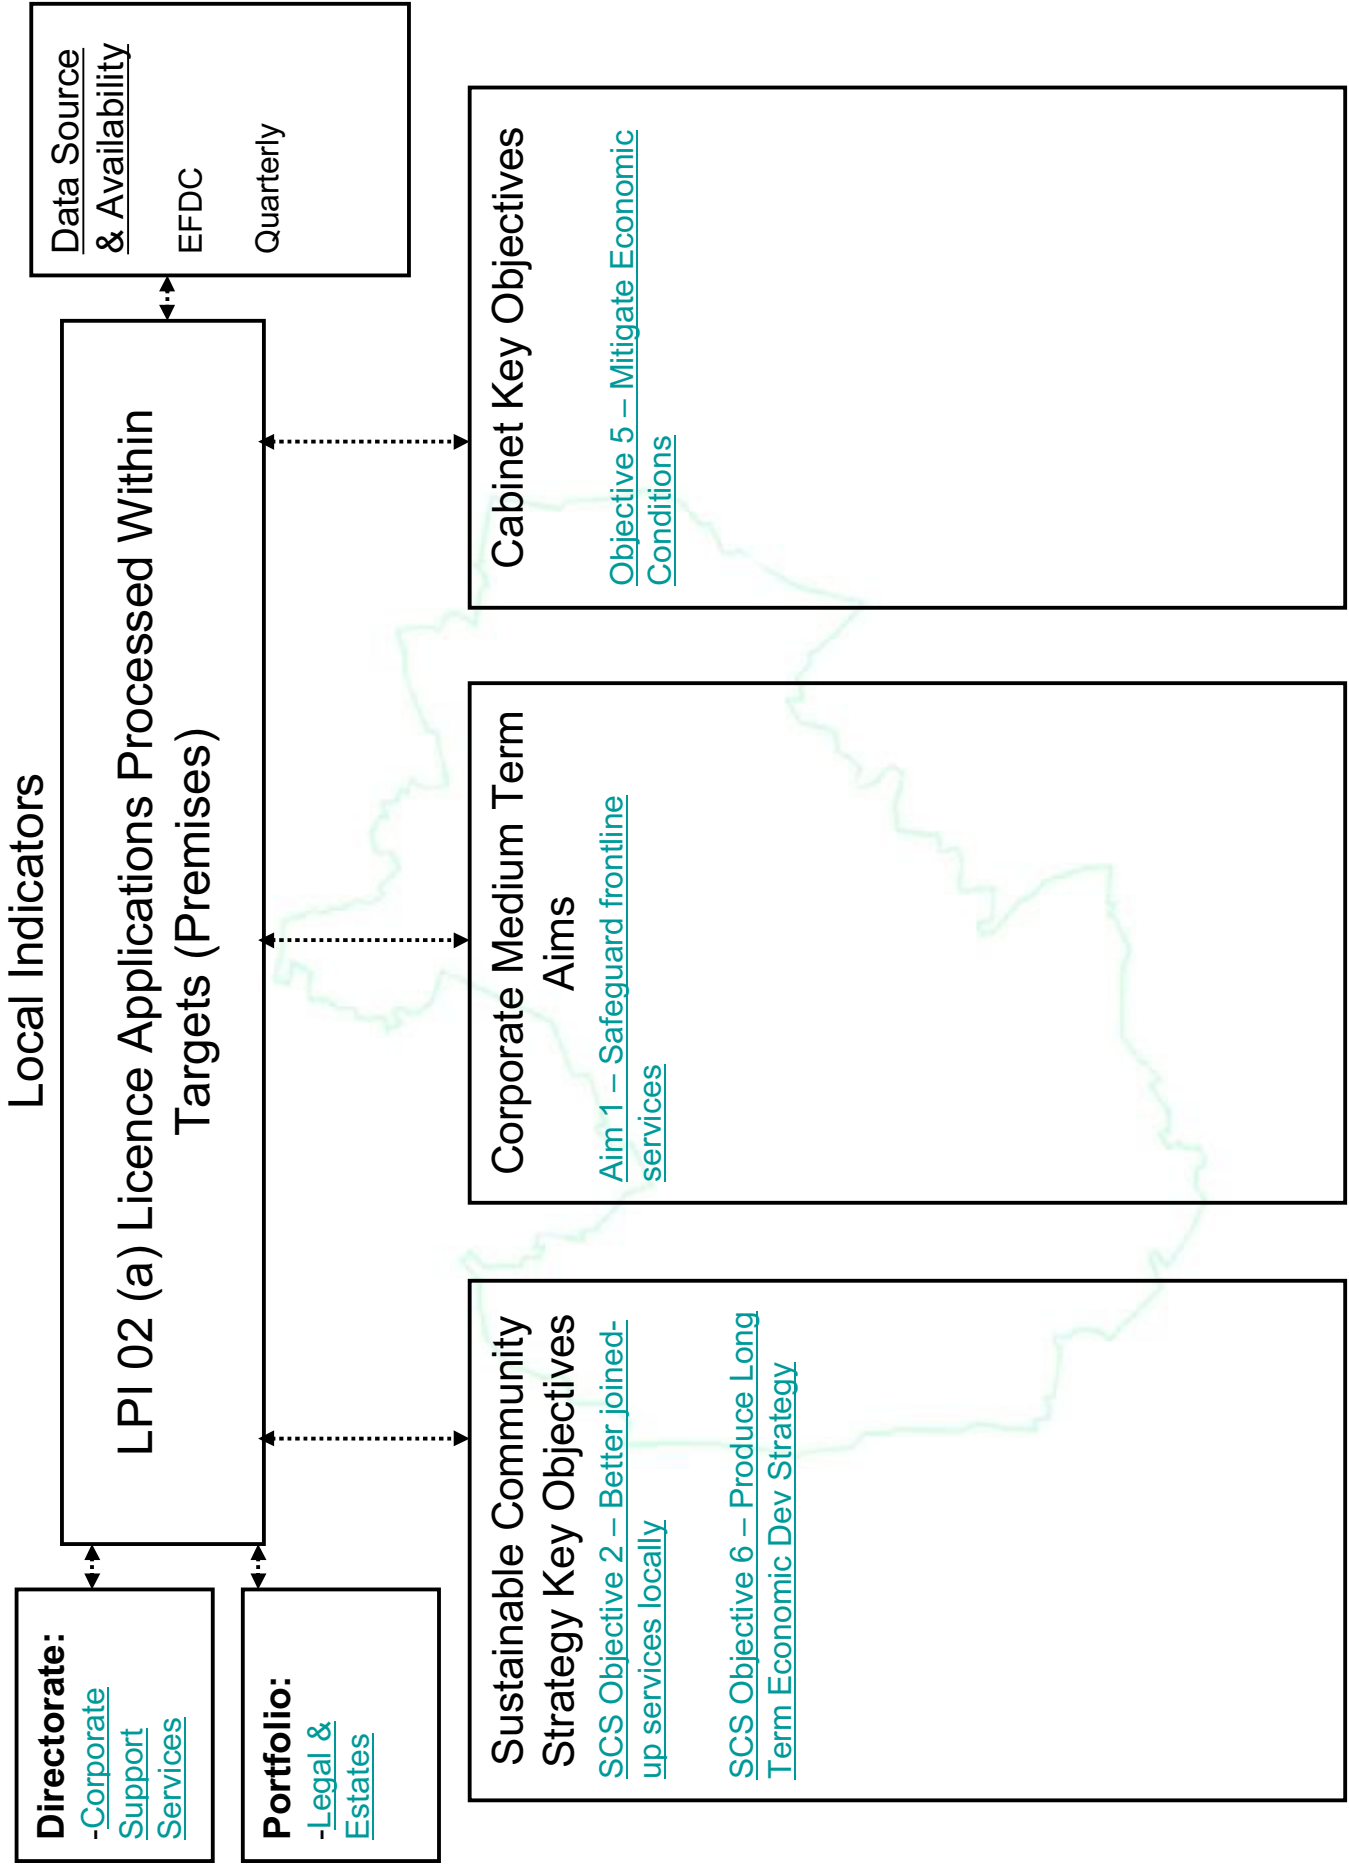 Local Indicators
Directorate:
-Corporate
Support
Services
Portfolio:
-Legal &
Estates
LPI 02 (a) Licence Applications Processed Within
Targets (Premises)
Data Source
& Availability
EFDC
Quarterly
Sustainable Community
Strategy Key Objectives
SCS Objective 2 – Better joined-
up services locally
SCS Objective 6 – Produce Long
Term Economic Dev Strategy
Corporate Medium Term
Aims
Aim 1 – Safeguard frontline
services
Cabinet Key Objectives
Objective 5 – Mitigate Economic
Conditions